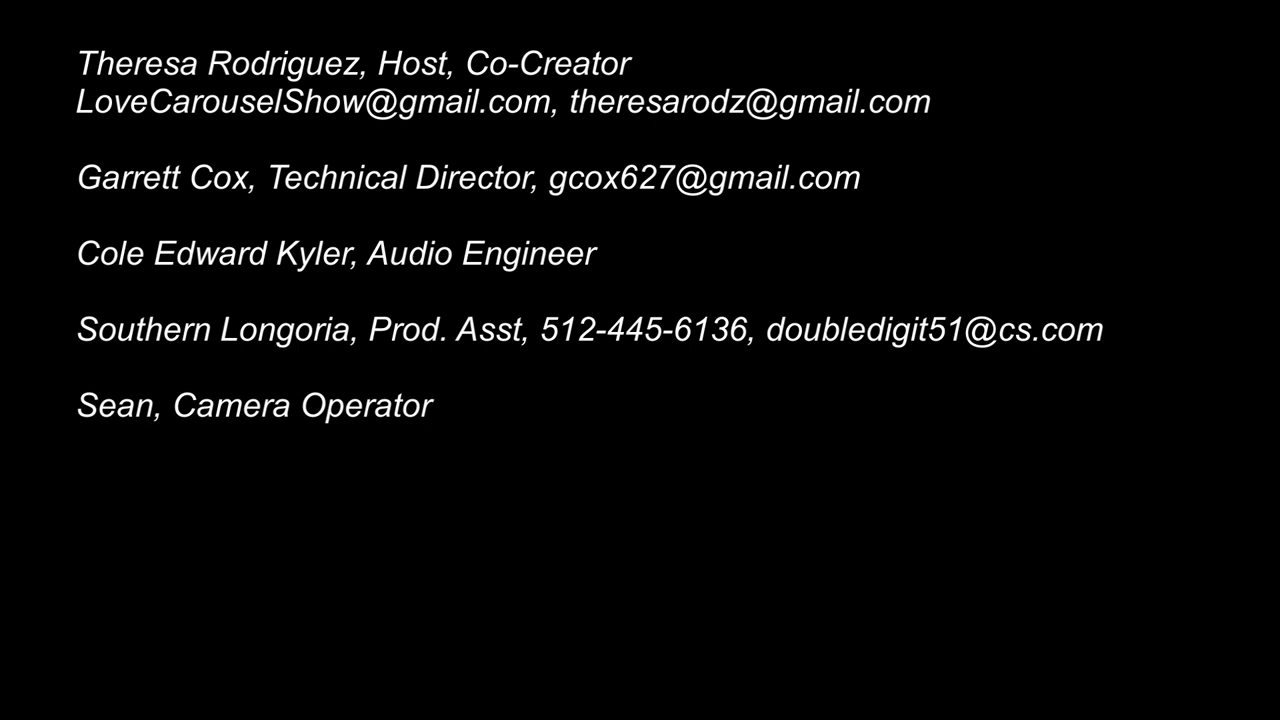 Theresa Rodriguez, Host, Co-Creator
LoveCarouselShow@gmail.com, theresarodz@gmail.com
Garrett Cox, Technical Director, gcox627@gmail.com
Cole Edward Kyler, Audio Engineer
Southern Longoria, Prod. Asst, 512-445-6136, doubledigit51@cs.com
Sean, Camera Operator